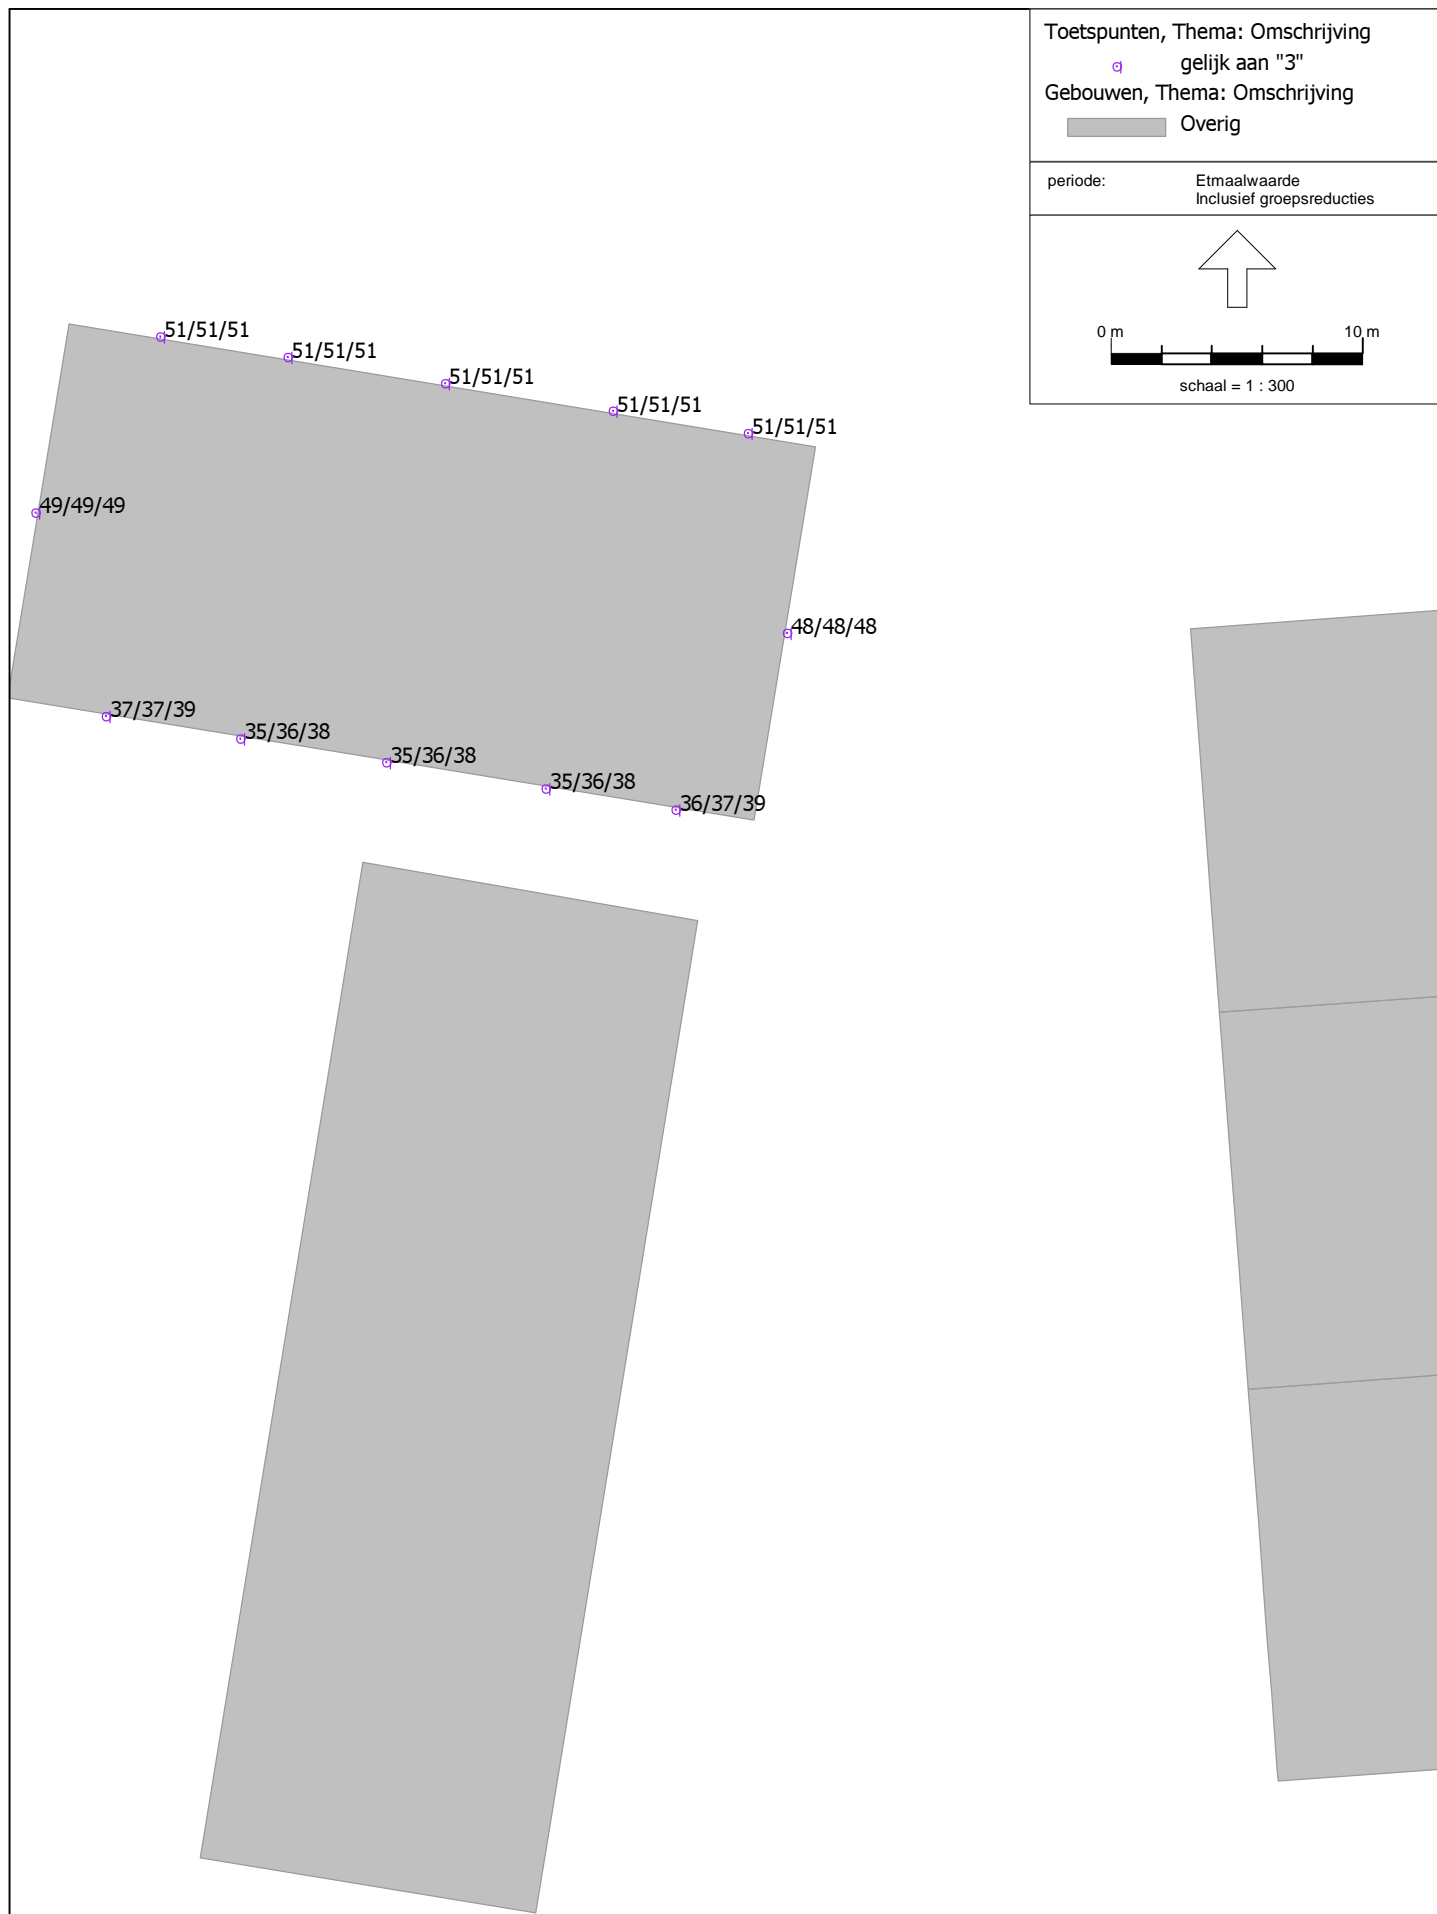 Toetspunten, Thema: Omschrijving
gelijk aan "3"
Gebouwen, Thema: Omschrijving
Overig
periode: Etmaalwaarde
Inclusief groepsreducties
0 m 10 m
schaal = 1 : 300
51/51/51
51/51/51
51/51/51
51/51/51
51/51/51
49/49/49
48/48/48
37/37/39
35/36/38
35/36/38
35/36/38
36/37/39